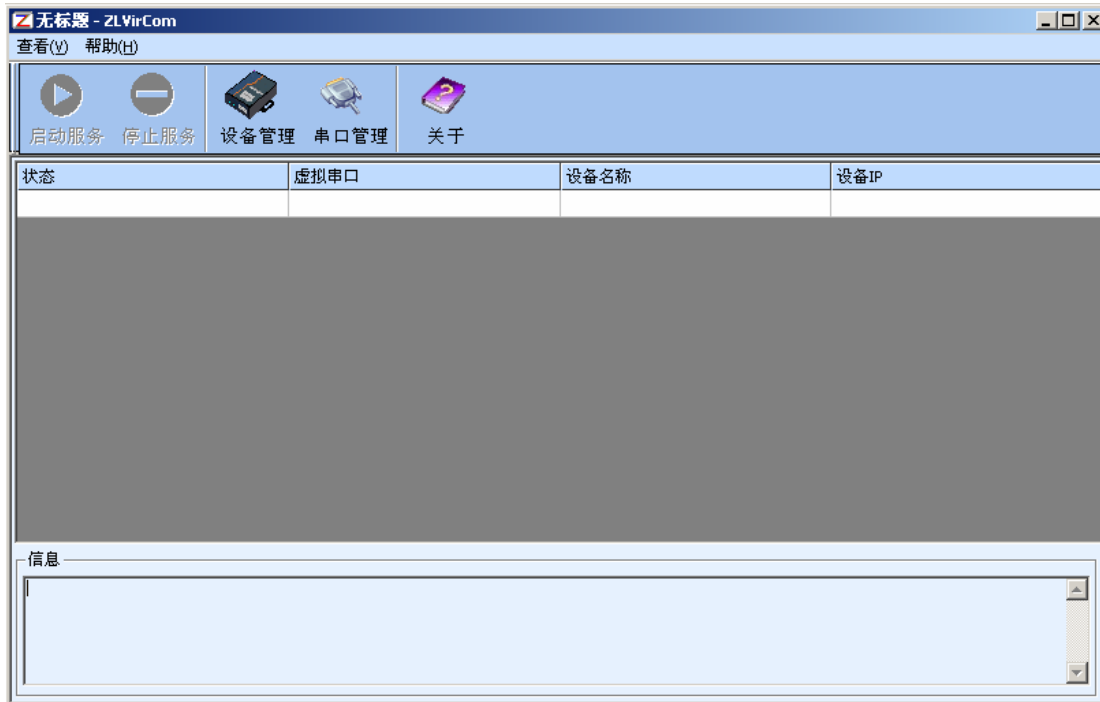 无标题 - ZLVirCom
查看(V) 帮助(H)
启动服务 停止服务 设备管理 串口管理 关于
状态 虚拟串口 设备名称 设备IP
信息